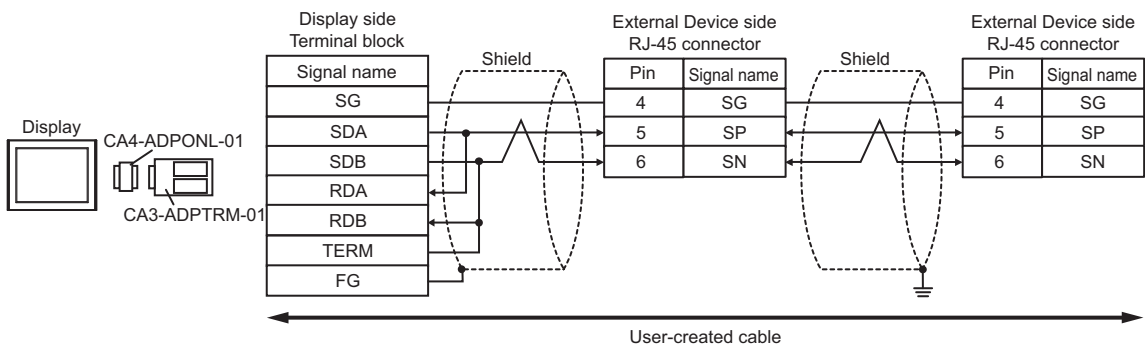 Display side
Terminal block
External Device side
RJ-45 connector
External Device side
RJ-45 connector
Signal name
Shield
Pin
Signal name
Shield
Pin
Signal name
SG
4
SG
4
SG
Display
CA4-ADPONL-01
CA3-ADPTRM-01
SDA
5
SP
5
SP
SDB
6
SN
6
SN
RDA
RDB
TERM
FG
User-created cable